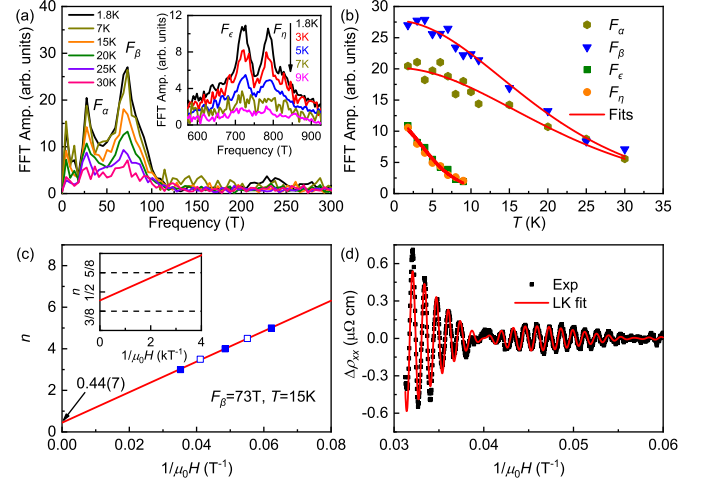 (a)
FFT Amp. (arb. units)
40
30
20
10
0
1.8K
7K
15K
20K
25K
30K
Fα
Fβ
0 50 100 150 200 250 300
Frequency (T)
FFT Amp. (arb. units)
12
8
4
0
Fϵ
Fη
1.8K
3K
5K
7K
9K
600 700 800 900
Frequency (T)
(b)
FFT Amp. (arb. units)
30
25
20
15
10
5
0
Fα
Fβ
Fϵ
Fη
Fits
0 5 10 15 20 25 30 35
T (K)
(c)
n
8
6
4
2
0
n
3/8 1/2 5/8
0 1 2 3 4
1/μ0H (kT⁻¹)
0.44(7)
Fβ=73T, T=15K
0.00 0.02 0.04 0.06 0.08
1/μ0H (T⁻¹)
(d)
Δρxx (μΩ cm)
0.6
0.3
0.0
-0.3
-0.6
Exp
LK fit
0.03 0.04 0.05 0.06
1/μ0H (T⁻¹)